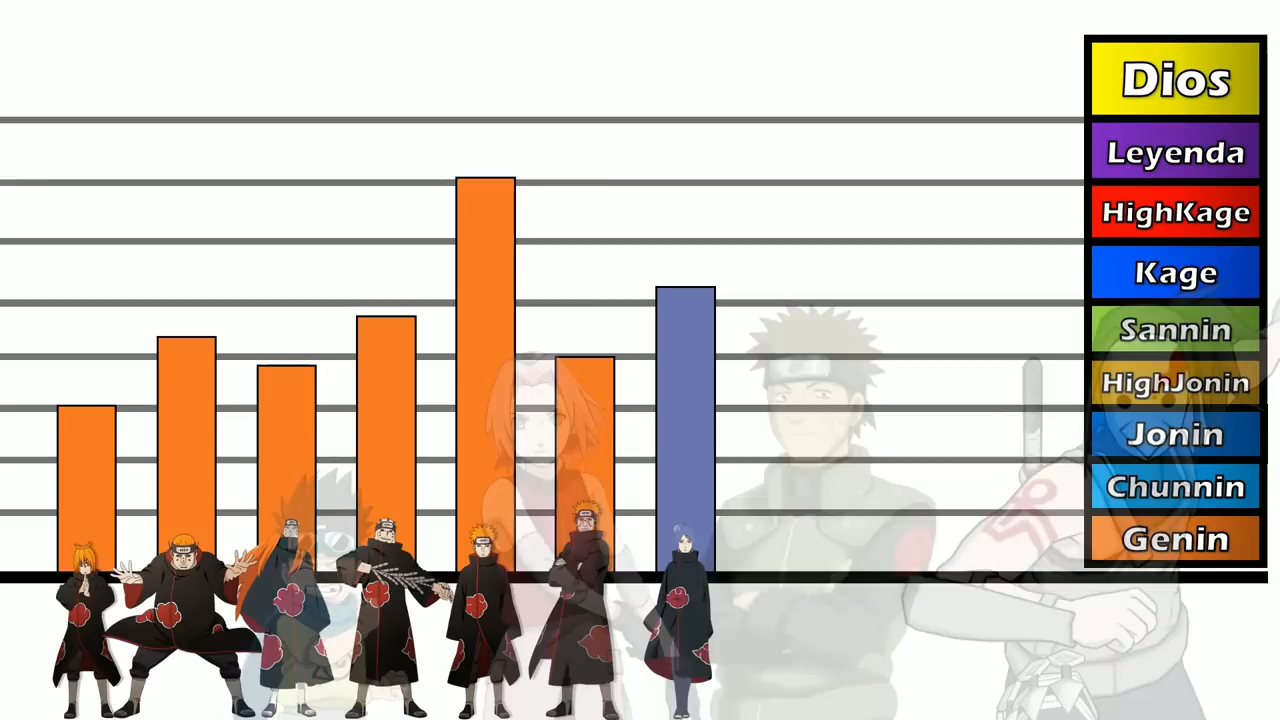 Dios
Leyenda
HighKage
Kage
Sannin
HighJonin
Jonin
Chunnin
Genin